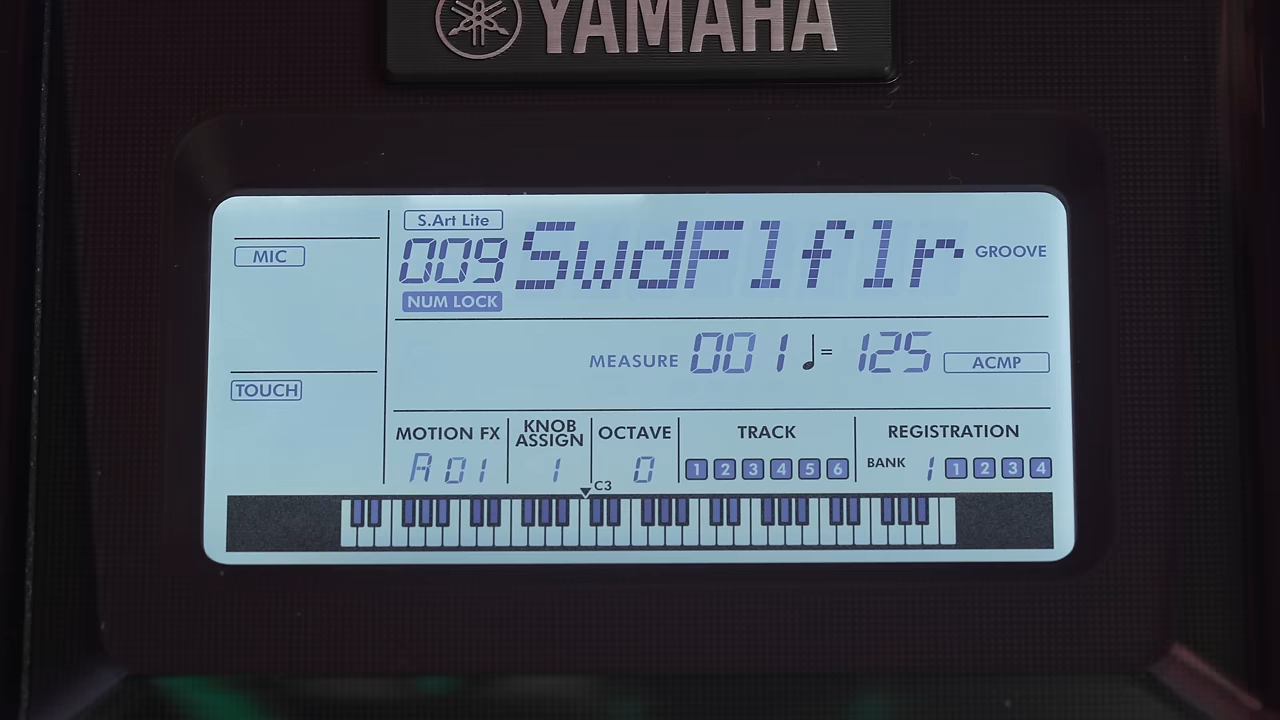 YAMAHA
S.Art Lite
MIC
009 SwdFlflr GROOVE
NUM LOCK
MEASURE 001 = 125 ACMP
TOUCH
MOTION FX KNOB ASSIGN OCTAVE TRACK REGISTRATION
A01 1 0 1 2 3 4 5 6 BANK 1 1 2 3 4
C3